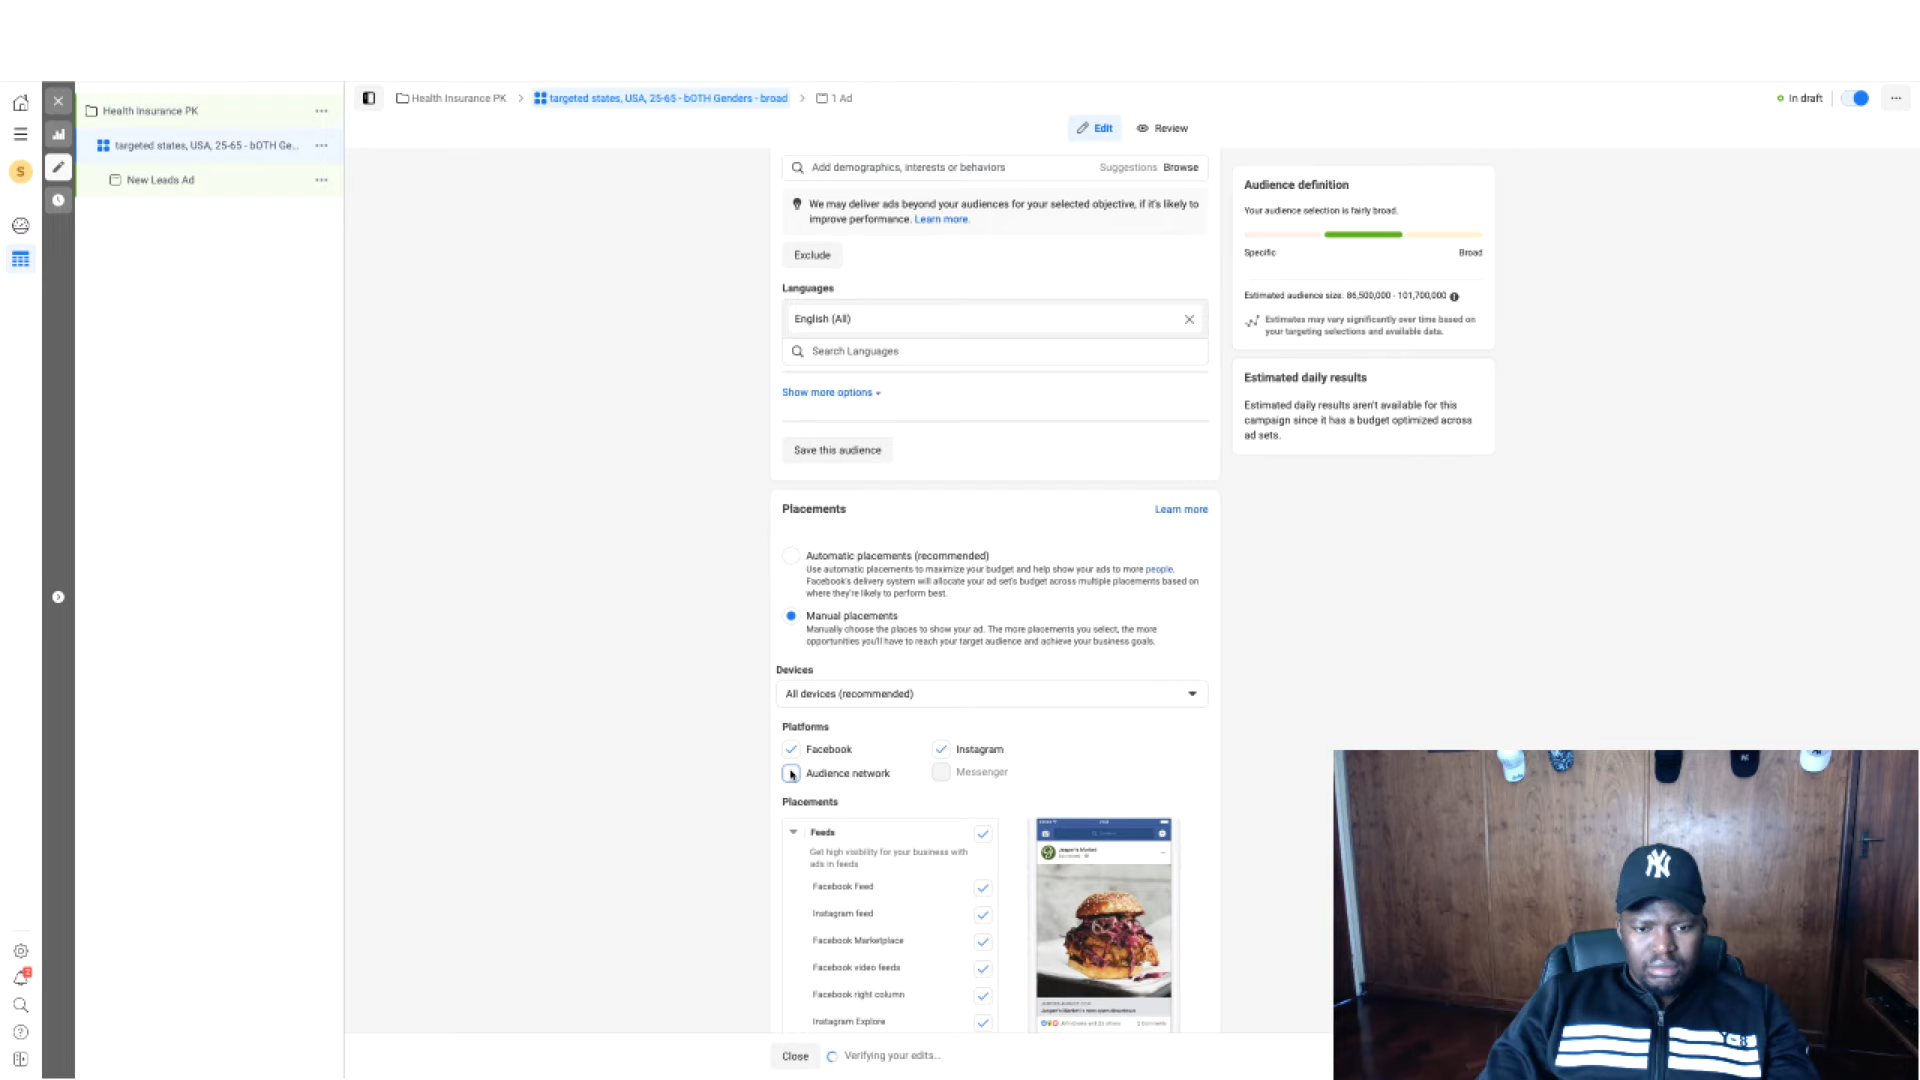 Health Insurance PK
targeted states, USA, 25-65 - bOTH Ge...
New Leads Ad
S
2
Health Insurance PK
targeted states, USA, 25-65 - bOTH Genders - broad
1 Ad
In draft
Edit
Review
Add demographics, interests or behaviors
Suggestions
Browse
We may deliver ads beyond your audiences for your selected objective, if it's likely to
improve performance. Learn more.
Exclude
Languages
English (All)
Search Languages
Show more options
Save this audience
Placements
Learn more
Automatic placements (recommended)
Use automatic placements to maximize your budget and help show your ads to more people.
Facebook's delivery system will allocate your ad set's budget across multiple placements based on
where they're likely to perform best.
Manual placements
Manually choose the places to show your ad. The more placements you select, the more
opportunities you'll have to reach your target audience and achieve your business goals.
Devices
All devices (recommended)
Platforms
Facebook
Instagram
Audience network
Messenger
Placements
Feeds
Get high visibility for your business with
ads in feeds
Facebook Feed
Instagram feed
Facebook Marketplace
Facebook video feeds
Facebook right column
Instagram Explore
Jasper's Market
Close
Verifying your edits...
Audience definition
Your audience selection is fairly broad.
Specific
Broad
Estimated audience size: 86,500,000 - 101,700,000
Estimates may vary significantly over time based on
your targeting selections and available data.
Estimated daily results
Estimated daily results aren't available for this
campaign since it has a budget optimized across
ad sets.
NY